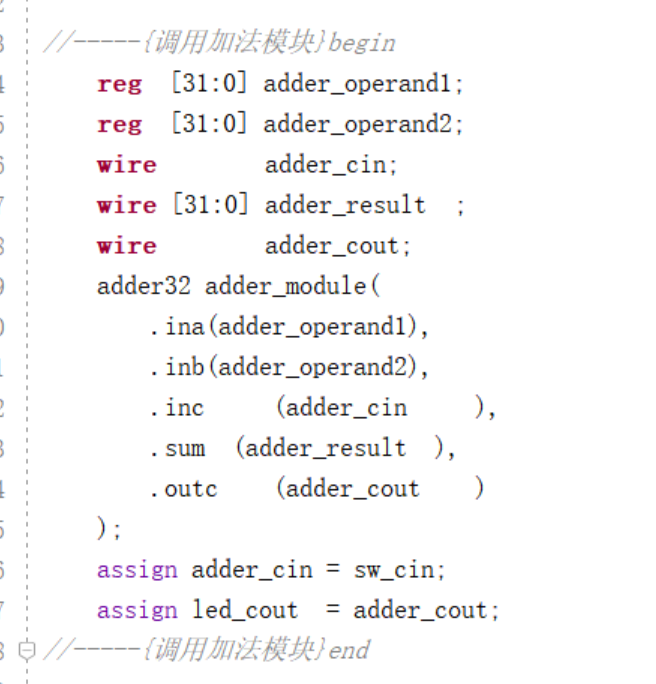 //-----{调用加法模块}begin
reg [31:0] adder_operand1;
reg [31:0] adder_operand2;
wire adder_cin;
wire [31:0] adder_result ;
wire adder_cout;
adder32 adder_module(
.ina(adder_operand1),
.inb(adder_operand2),
.inc (adder_cin ),
.sum (adder_result ),
.outc (adder_cout )
);
assign adder_cin = sw_cin;
assign led_cout = adder_cout;
//-----{调用加法模块}end